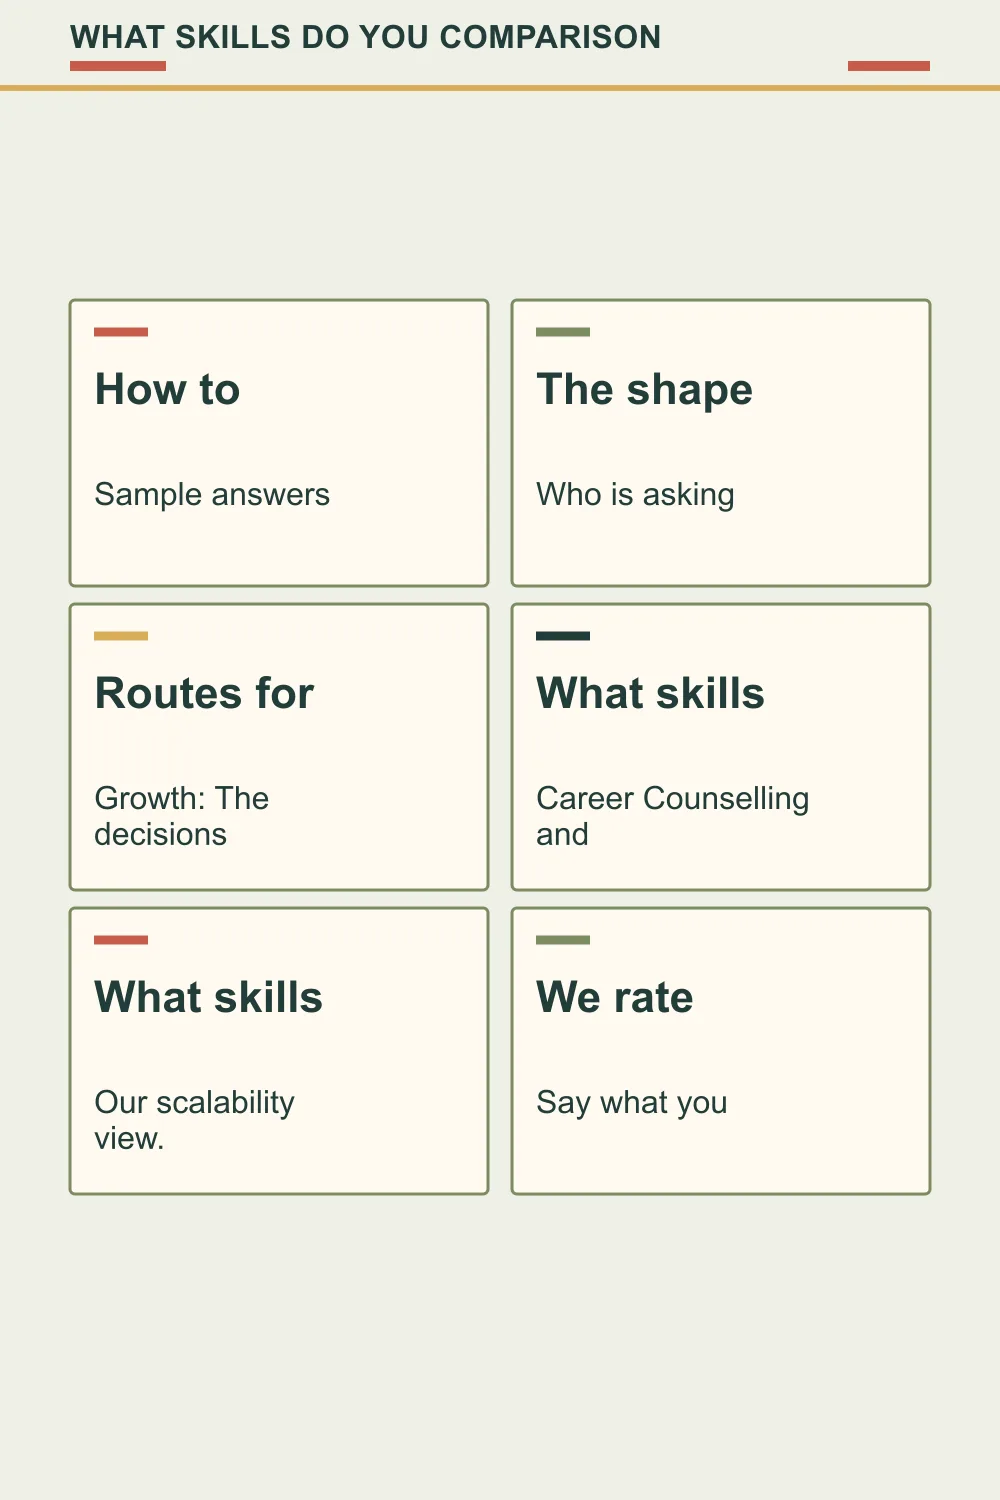 WHAT SKILLS DO YOU COMPARISON
How to
Sample answers
The shape
Who is asking
Routes for
Growth: The
decisions
What skills
Career Counselling
and
What skills
Our scalability
view.
We rate
Say what you